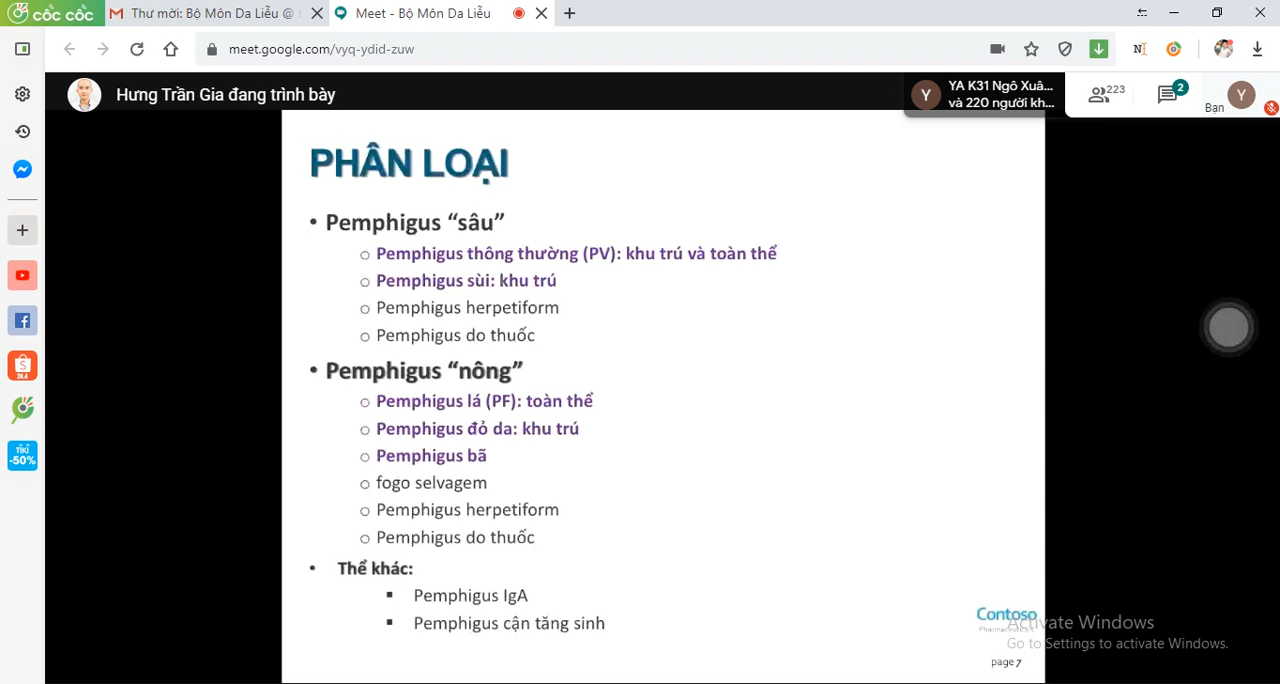 cốc cốc
Thư mời: Bộ Môn Da Liễu @
Meet - Bộ Môn Da Liễu
meet.google.com/vyq-ydid-zuw
Hưng Trần Gia đang trình bày
Y
YA K31 Ngô Xuâ...
và 220 người kh...
223
2
Bạn
Y
PHÂN LOẠI
• Pemphigus “sâu”
o Pemphigus thông thường (PV): khu trú và toàn thể
o Pemphigus sùi: khu trú
o Pemphigus herpetiform
o Pemphigus do thuốc
• Pemphigus “nông”
o Pemphigus lá (PF): toàn thể
o Pemphigus đỏ da: khu trú
o Pemphigus bã
o fogo selvagem
o Pemphigus herpetiform
o Pemphigus do thuốc
• Thể khác:
▪ Pemphigus IgA
▪ Pemphigus cận tăng sinh
Contoso
Activate Windows
Go to Settings to activate Windows.
page 7
TIKI
-50%